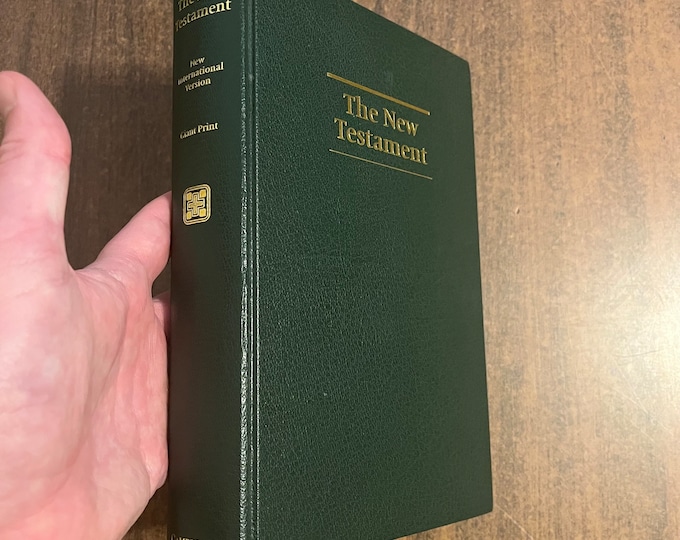 The
Testament
New
International
Version
Giant Print
The New
Testament